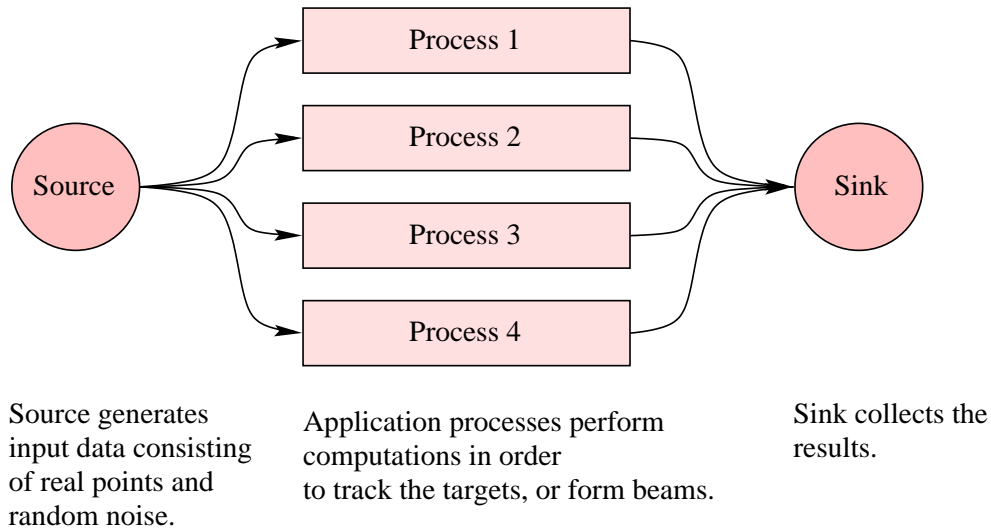 Process 1
Process 2
Source
Sink
Process 3
Process 4
Source generates
input data consisting
of real points and
random noise.
Application processes perform
computations in order
to track the targets, or form beams.
Sink collects the
results.